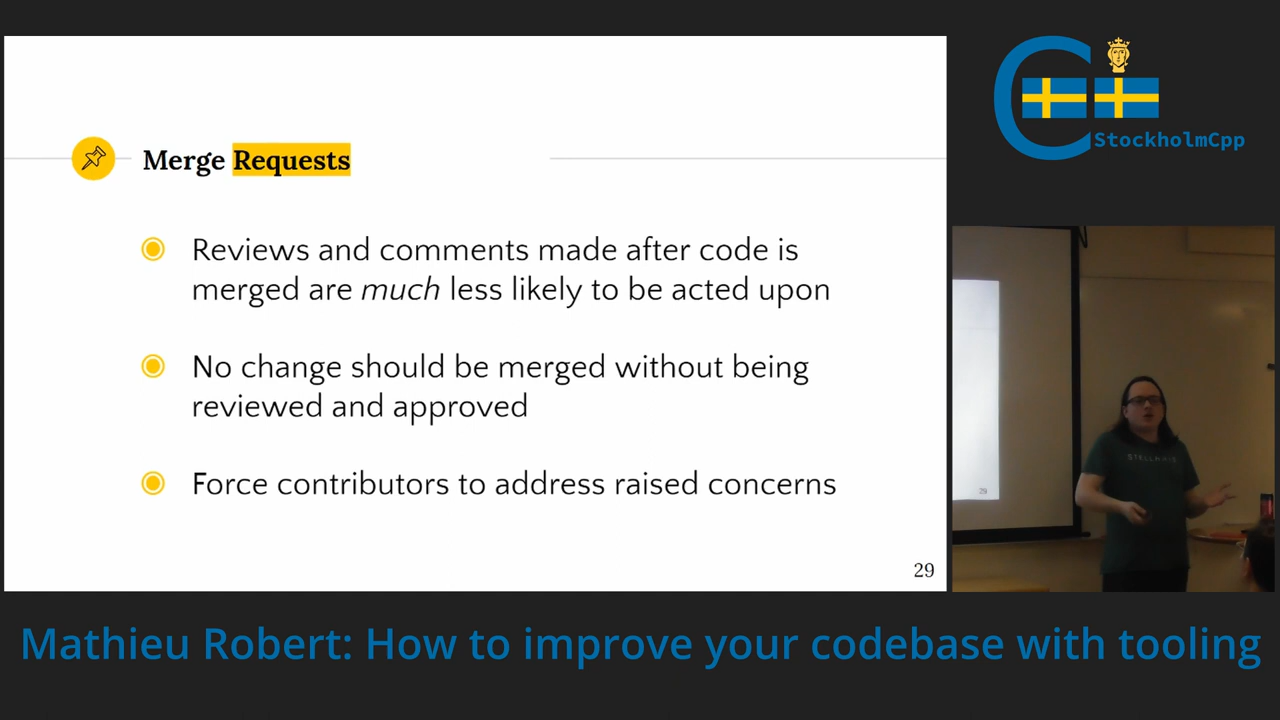 Merge Requests
Reviews and comments made after code is
merged are much less likely to be acted upon
No change should be merged without being
reviewed and approved
Force contributors to address raised concerns
29
StockholmCpp
29
Mathieu Robert: How to improve your codebase with tooling